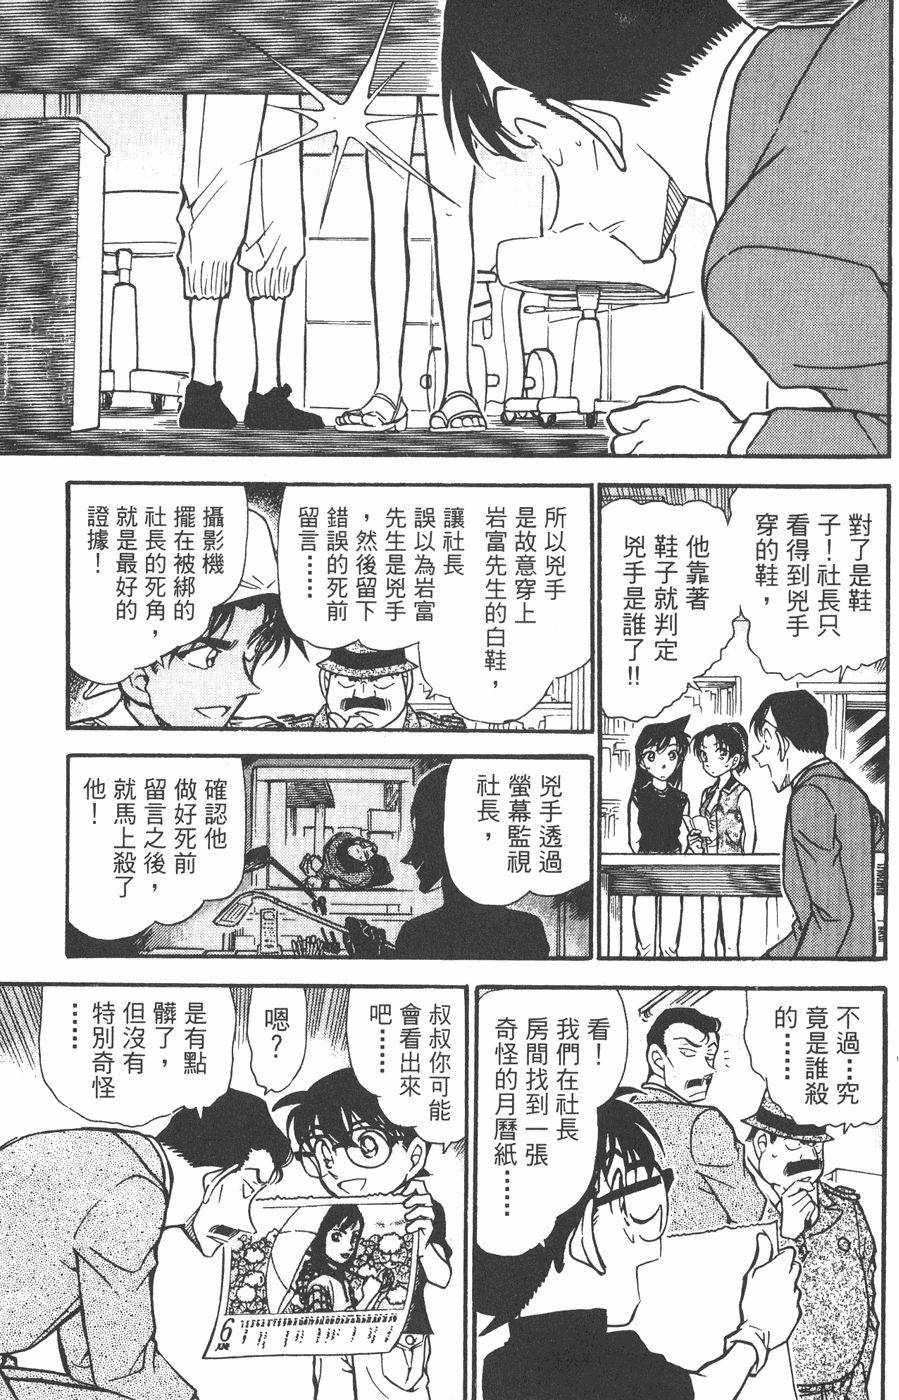 對了是鞋
子！社長只
看得到兇手
穿的鞋，
他靠著
鞋子就判定
兇手是誰了!!
所以兇手
是故意穿上
岩富先生的白鞋，
讓社長
誤以為岩富
先生是兇手
，然後留下
錯誤的死前
留言……
攝影機
擺在被綁的
社長的死角，
就是最好的
證據！
兇手透過
螢幕監視
社長，
確認他
做好死前
留言之後，
就馬上殺了
他！
不過…究
竟是誰殺
的……
看！
我們在社長
房間找到一張
奇怪的月曆紙
……
叔叔你可能
會看出來
吧……
嗯？
是有點
髒了，
但沒有
特別奇怪
……
6